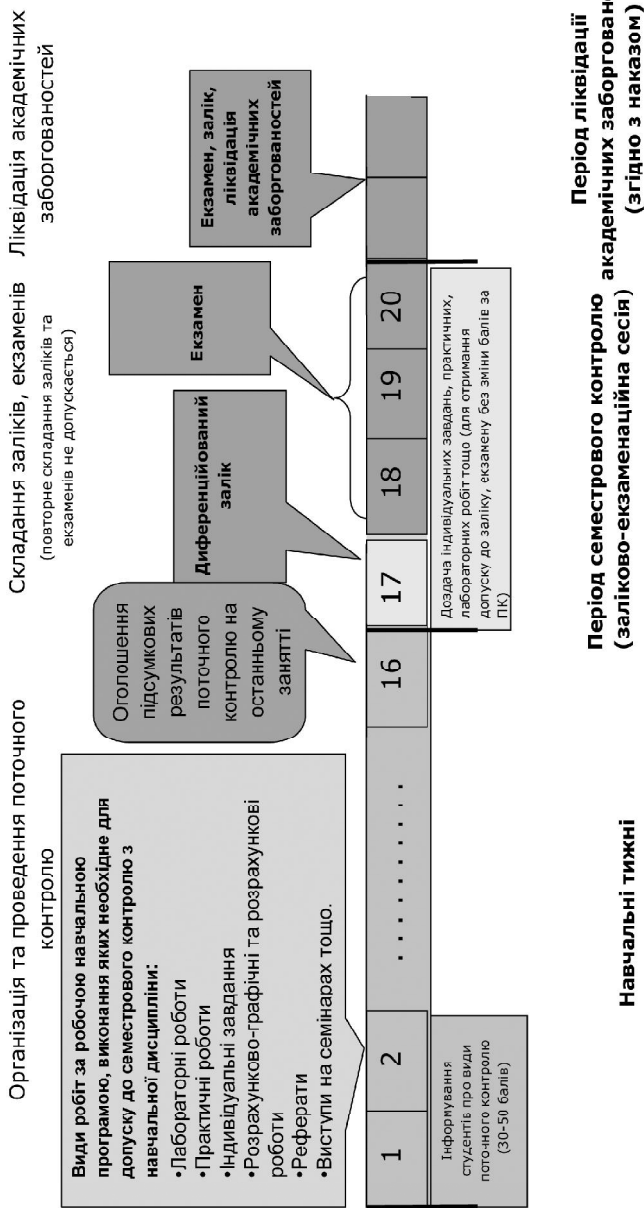 Організація та проведення поточного
контролю
Складання заліків, екзаменів
(повторне складання заліків та
екзаменів не допускається)
Ліквідація академічних
заборгованостей
Види робіт за робочою навчальною
програмою, виконання яких необхідне для
допуску до семестрового контролю з
навчальної дисципліни:
•Лабораторні роботи
•Практичні роботи
•Індивідуальні завдання
•Розрахунково-графічні та розрахункові
роботи
•Реферати
•Виступи на семінарах тощо.
Оголошення
підсумкових
результатів
поточного
контролю на
останньому
занятті
Диференційований
залік
Екзамен
Екзамен, залік,
ліквідація
академічних
заборгованостей
1 2 . . . . . . . . . . 16 17 18 19 20
Інформування
студентів про види
поточного контролю
(30-50 балів)
Доздача індивідуальних завдань, практичних,
лабораторних робіт тощо (для отримання
допуску до заліку, екзамену без зміни балів за
ПК)
Навчальні тижні
Період семестрового контролю
(заліково-екзаменаційна сесія)
Період ліквідації
академічних заборгован
(згідно з наказом)